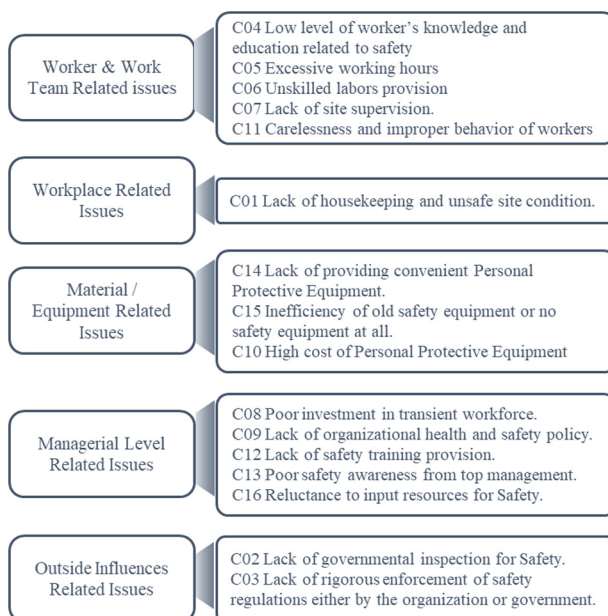 Worker & Work
Team Related issues
C04 Low level of worker's knowledge and
education related to safety
C05 Excessive working hours
C06 Unskilled labors provision
C07 Lack of site supervision.
C11 Carelessness and improper behavior of workers
Workplace Related
Issues
C01 Lack of housekeeping and unsafe site condition.
Material /
Equipment Related
Issues
C14 Lack of providing convenient Personal
Protective Equipment.
C15 Inefficiency of old safety equipment or no
safety equipment at all.
C10 High cost of Personal Protective Equipment
Managerial Level
Related Issues
C08 Poor investment in transient workforce.
C09 Lack of organizational health and safety policy.
C12 Lack of safety training provision.
C13 Poor safety awareness from top management.
C16 Reluctance to input resources for Safety.
Outside Influences
Related Issues
C02 Lack of governmental inspection for Safety.
C03 Lack of rigorous enforcement of safety
regulations either by the organization or government.